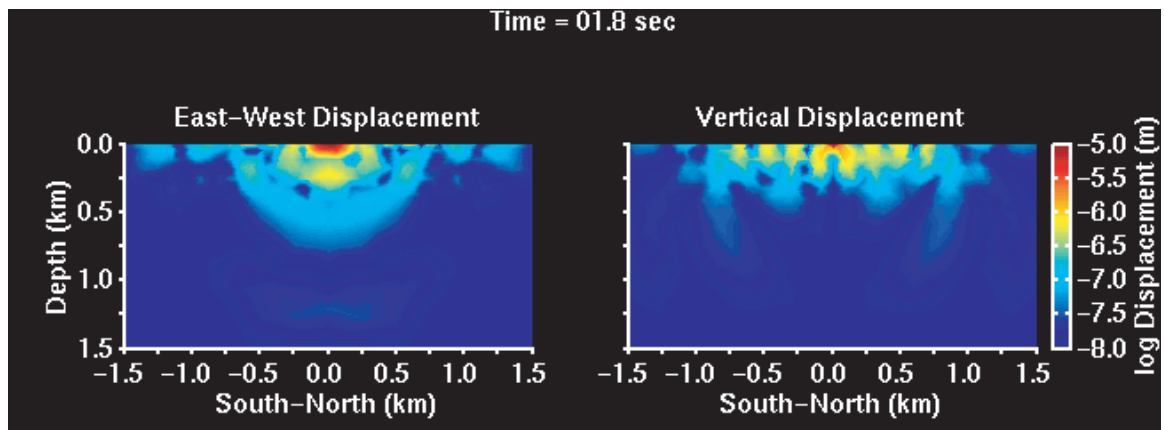 Time = 01.8 sec
East-West Displacement
Vertical Displacement
0.0
0.5
1.0
1.5
Depth (km)
-1.5 -1.0 -0.5 0.0 0.5 1.0 1.5
South-North (km)
-1.5 -1.0 -0.5 0.0 0.5 1.0 1.5
South-North (km)
-5.0
-5.5
-6.0
-6.5
-7.0
-7.5
-8.0
log Displacement (m)